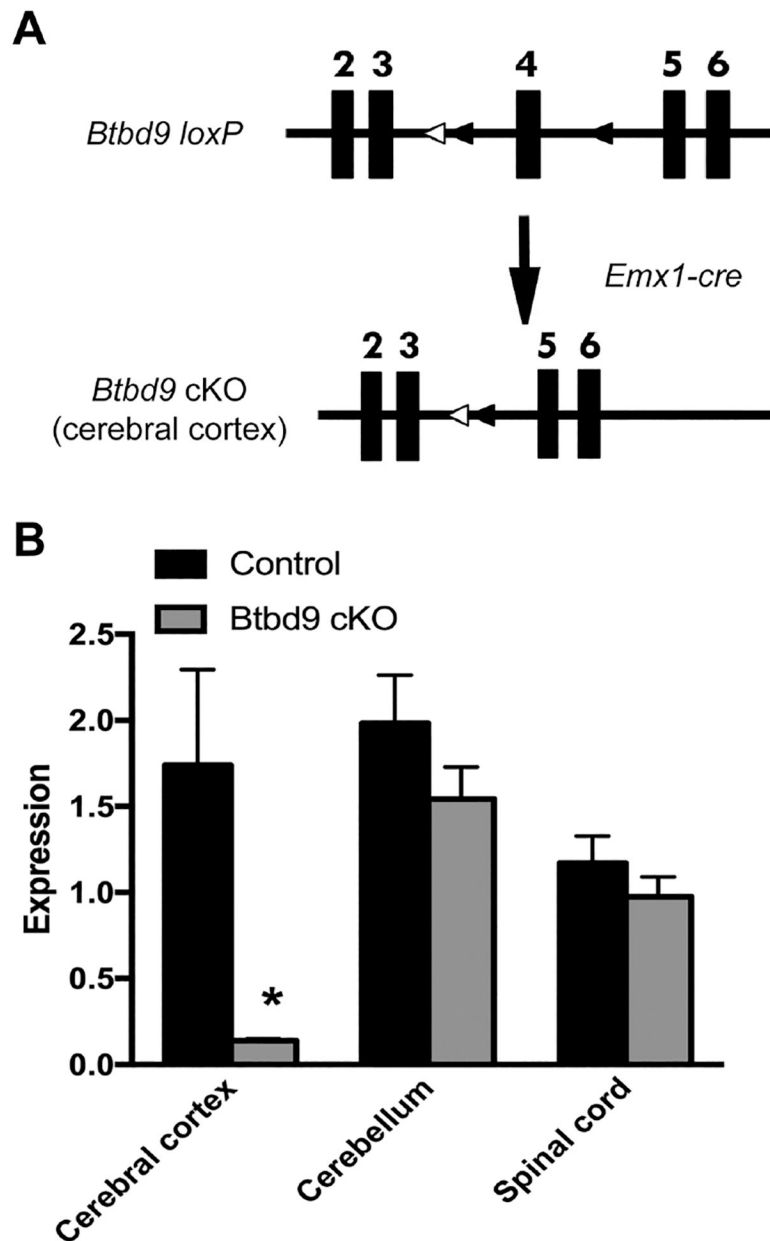 A
2 3 4 5 6
Btbd9 loxP
Emx1-cre
2 3 5 6
Btbd9 cKO
(cerebral cortex)
B
Control
Btbd9 cKO
2.5
2.0
1.5
1.0
0.5
0.0
Expression
*
Cerebral cortex
Cerebellum
Spinal cord